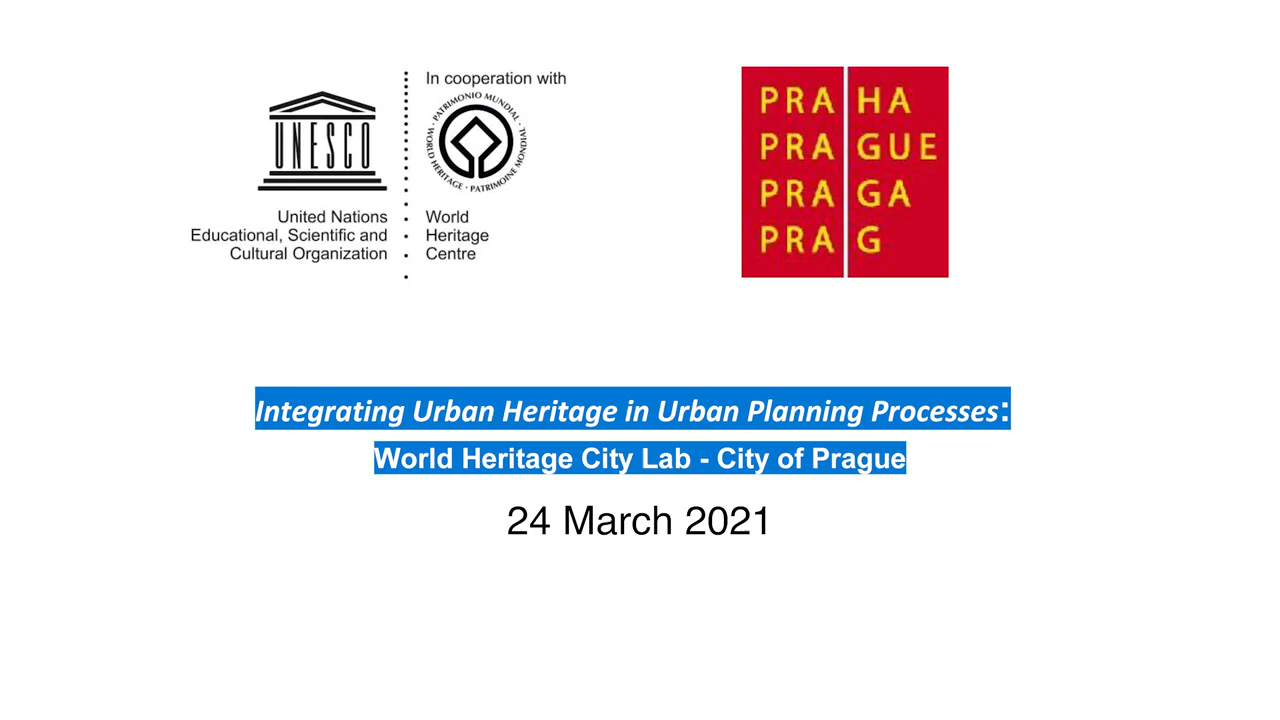 In cooperation with
UNESCO
WORLD HERITAGE · PATRIMONIO MUNDIAL · PATRIMOINE MONDIAL ·
United Nations
Educational, Scientific and
Cultural Organization
World
Heritage
Centre
PRA HA
PRA GUE
PRA GA
PRA G
Integrating Urban Heritage in Urban Planning Processes:
World Heritage City Lab - City of Prague
24 March 2021